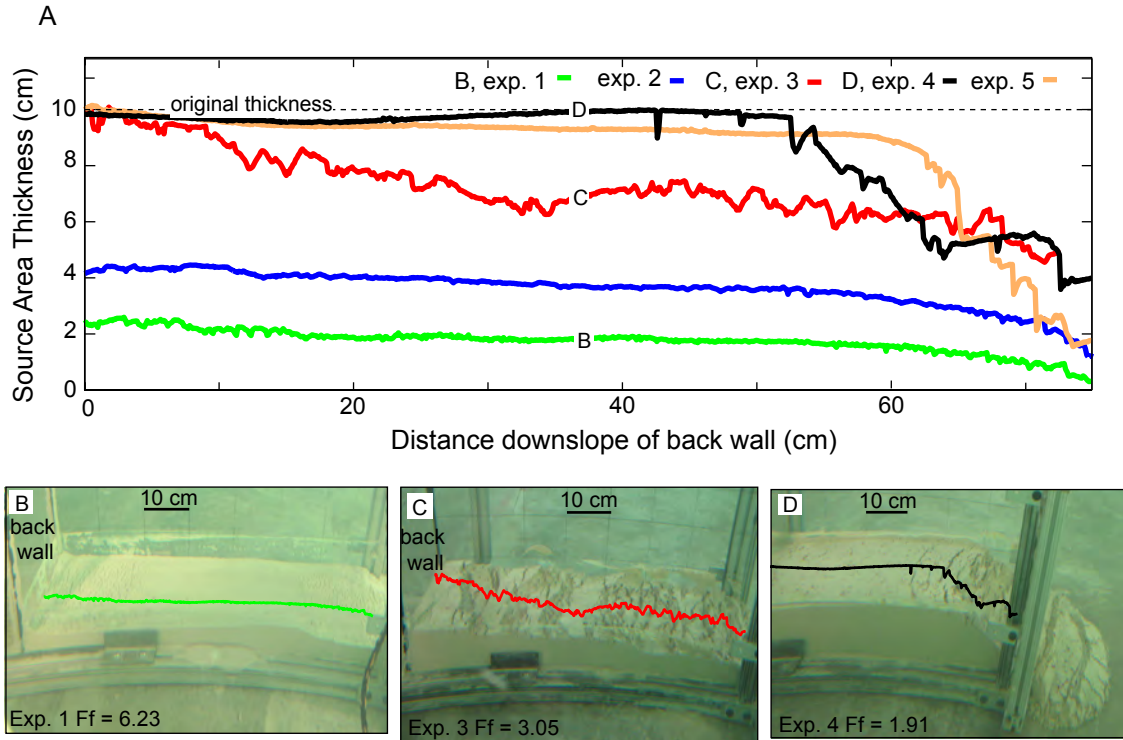 A
B, exp. 1 exp. 2 C, exp. 3 D, exp. 4 exp. 5
original thickness
Source Area Thickness (cm)
10
8
6
4
2
0
D
C
B
0 20 40 60
Distance downslope of back wall (cm)
B
10 cm
back
wall
Exp. 1 Ff = 6.23
C
10 cm
back
wall
Exp. 3 Ff = 3.05
D
10 cm
Exp. 4 Ff = 1.91